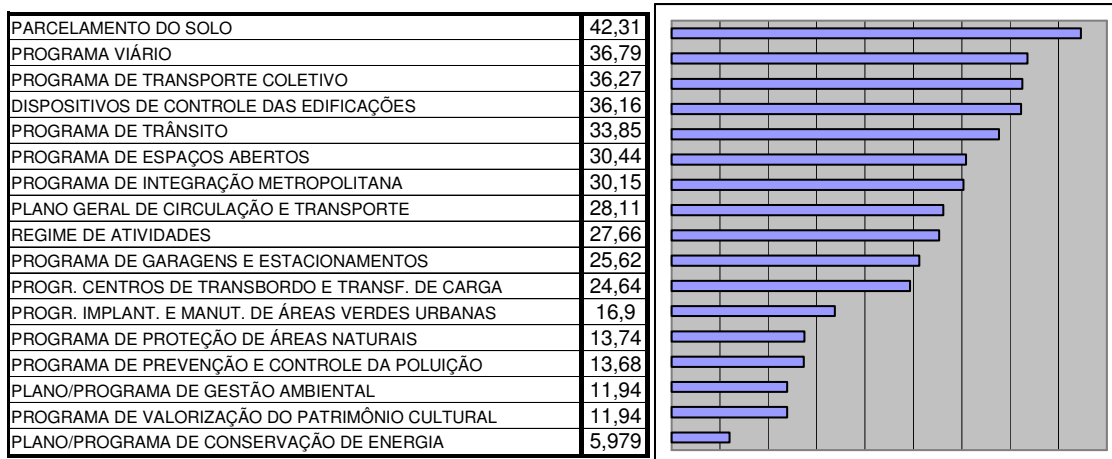 PARCELAMENTO DO SOLO 42,31
PROGRAMA VIÁRIO 36,79
PROGRAMA DE TRANSPORTE COLETIVO 36,27
DISPOSITIVOS DE CONTROLE DAS EDIFICAÇÕES 36,16
PROGRAMA DE TRÂNSITO 33,85
PROGRAMA DE ESPAÇOS ABERTOS 30,44
PROGRAMA DE INTEGRAÇÃO METROPOLITANA 30,15
PLANO GERAL DE CIRCULAÇÃO E TRANSPORTE 28,11
REGIME DE ATIVIDADES 27,66
PROGRAMA DE GARAGENS E ESTACIONAMENTOS 25,62
PROGR. CENTROS DE TRANSBORDO E TRANSF. DE CARGA 24,64
PROGR. IMPLANT. E MANUT. DE ÁREAS VERDES URBANAS 16,9
PROGRAMA DE PROTEÇÃO DE ÁREAS NATURAIS 13,74
PROGRAMA DE PREVENÇÃO E CONTROLE DA POLUIÇÃO 13,68
PLANO/PROGRAMA DE GESTÃO AMBIENTAL 11,94
PROGRAMA DE VALORIZAÇÃO DO PATRIMÔNIO CULTURAL 11,94
PLANO/PROGRAMA DE CONSERVAÇÃO DE ENERGIA 5,979